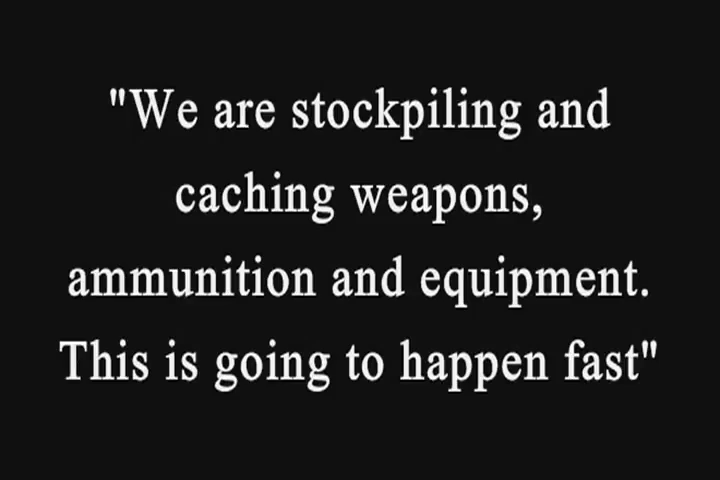 "We are stockpiling and
caching weapons,
ammunition and equipment.
This is going to happen fast"